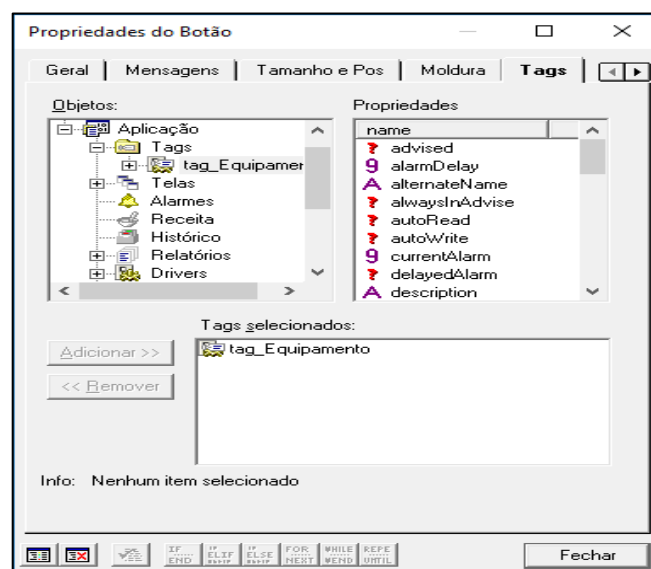 Propriedades do Botão
Geral Mensagens Tamanho e Pos Moldura Tags
Objetos:
Aplicação
Tags
tag_Equipamer
Telas
Alarmes
Receita
Histórico
Relatórios
Drivers
Propriedades
name
advised
alarmDelay
alternateName
alwaysInAdvise
autoRead
autoWrite
currentAlarm
delayedAlarm
description
Tags selecionados:
Adicionar >>
<< Remover
tag_Equipamento
Info: Nenhum item selecionado
IF END
IF ELIF
IF ELSE
FOR NEXT
WHILE WEND
REPE UNTIL
Fechar